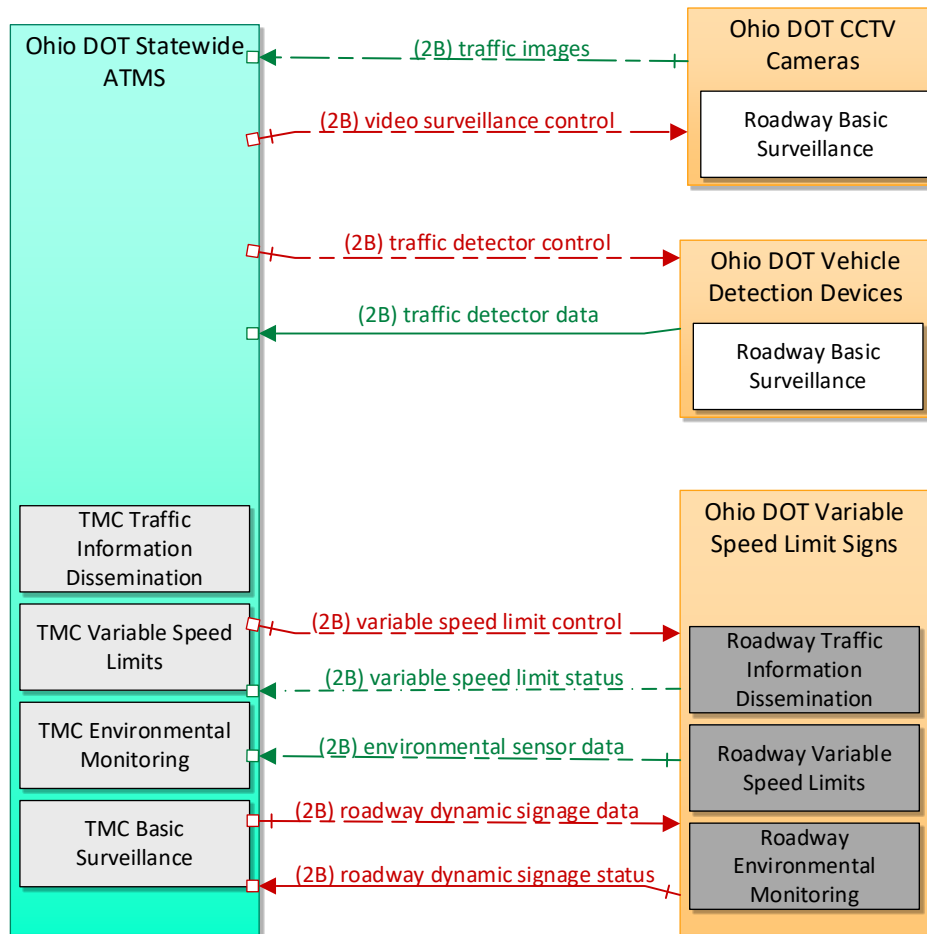 Ohio DOT Statewide
ATMS
(2B) traffic images
Ohio DOT CCTV
Cameras
(2B) video surveillance control
Roadway Basic
Surveillance
(2B) traffic detector control
Ohio DOT Vehicle
Detection Devices
(2B) traffic detector data
Roadway Basic
Surveillance
TMC Traffic
Information
Dissemination
Ohio DOT Variable
Speed Limit Signs
TMC Variable Speed
Limits
(2B) variable speed limit control
Roadway Traffic
Information
Dissemination
(2B) variable speed limit status
TMC Environmental
Monitoring
(2B) environmental sensor data
Roadway Variable
Speed Limits
TMC Basic
Surveillance
(2B) roadway dynamic signage data
Roadway
Environmental
Monitoring
(2B) roadway dynamic signage status